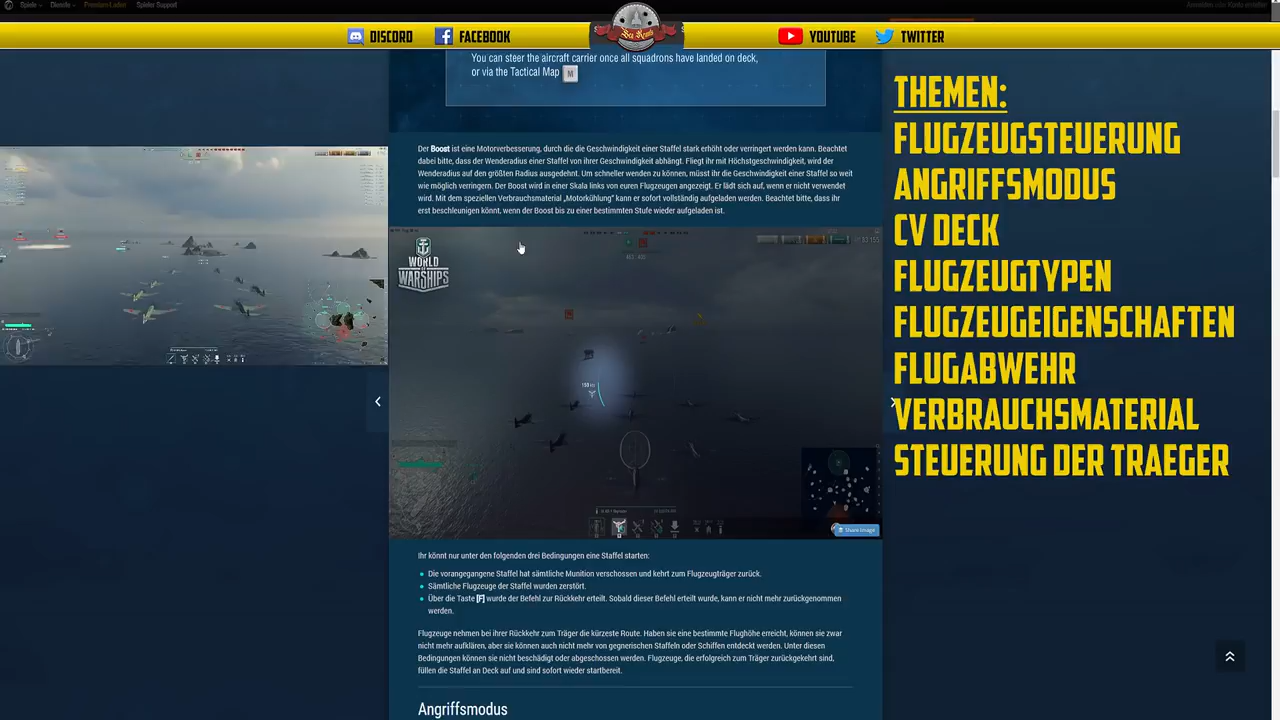 Spiele
Dienste
Premium-Laden
Spieler Support
Anmelden oder Konto erstellen
DISCORD
FACEBOOK
YOUTUBE
TWITTER
You can steer the aircraft carrier once all squadrons have landed on deck,
or via the Tactical Map M
Der Boost ist eine Motorverbesserung, durch die die Geschwindigkeit einer Staffel stark erhöht oder verringert werden kann. Beachtet
dabei bitte, dass der Wenderadius einer Staffel von ihrer Geschwindigkeit abhängt. Fliegt ihr mit Höchstgeschwindigkeit, wird der
Wenderadius auf den größten Radius ausgedehnt. Um schneller wenden zu können, müsst ihr die Geschwindigkeit einer Staffel so weit
wie möglich verringern. Der Boost wird in einer Skala links von euren Flugzeugen angezeigt. Er lädt sich auf, wenn er nicht verwendet
wird. Mit dem speziellen Verbrauchsmaterial „Motorkühlung“ kann er sofort vollständig aufgeladen werden. Beachtet bitte, dass ihr
erst beschleunigen könnt, wenn der Boost bis zu einer bestimmten Stufe wieder aufgeladen ist.
WORLD
OF
WARSHIPS
Share Image
Ihr könnt nur unter den folgenden drei Bedingungen eine Staffel starten:
Die vorangegangene Staffel hat sämtliche Munition verschossen und kehrt zum Flugzeugträger zurück.
Sämtliche Flugzeuge der Staffel wurden zerstört.
Über die Taste [F] wurde der Befehl zur Rückkehr erteilt. Sobald dieser Befehl erteilt wurde, kann er nicht mehr zurückgenommen
werden.
Flugzeuge nehmen bei ihrer Rückkehr zum Träger die kürzeste Route. Haben sie eine bestimmte Flughöhe erreicht, können sie zwar
nicht mehr aufklären, aber sie können auch nicht mehr von gegnerischen Staffeln oder Schiffen entdeckt werden. Unter diesen
Bedingungen können sie nicht beschädigt oder abgeschossen werden. Flugzeuge, die erfolgreich zum Träger zurückgekehrt sind,
füllen die Staffel an Deck auf und sind sofort wieder startbereit.
Angriffsmodus
THEMEN:
FLUGZEUGSTEUERUNG
ANGRIFFSMODUS
CV DECK
FLUGZEUGTYPEN
FLUGZEUGEIGENSCHAFTEN
FLUGABWEHR
VERBRAUCHSMATERIAL
STEUERUNG DER TRAEGER